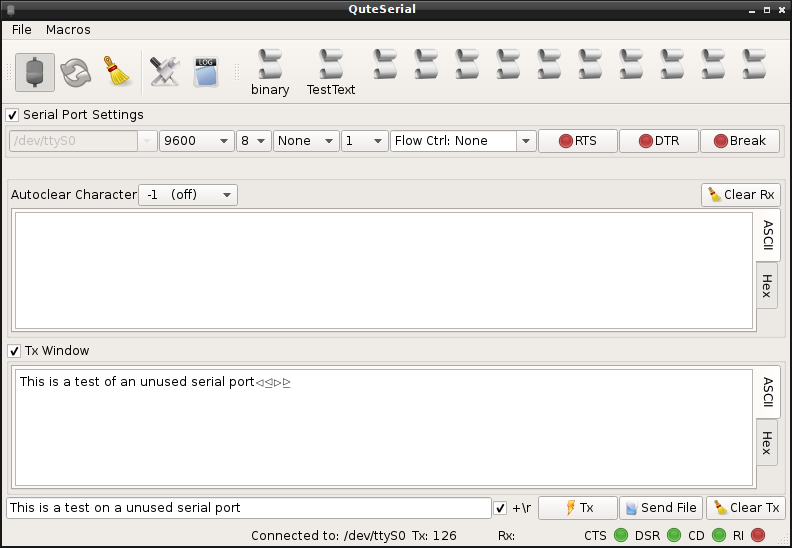 QuteSerial
File Macros
LOG
binary TestText
Serial Port Settings
/dev/ttyS0 9600 8 None 1 Flow Ctrl: None RTS DTR Break
Autoclear Character -1 (off) Clear Rx
ASCII
Hex
Tx Window
This is a test of an unused serial port◁⊴▷⊵
ASCII
Hex
This is a test on a unused serial port +\r Tx Send File Clear Tx
Connected to: /dev/ttyS0 Tx: 126 Rx: CTS DSR CD RI